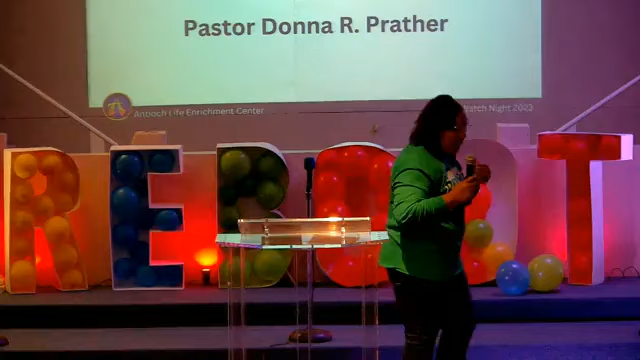 Pastor Donna R. Prather
Antioch Life Enrichment Center
Watch Night 2023
REBOOT